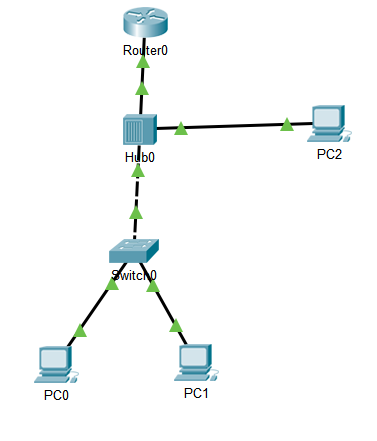 Router0
Hub0
PC2
Switch0
PC0
PC1